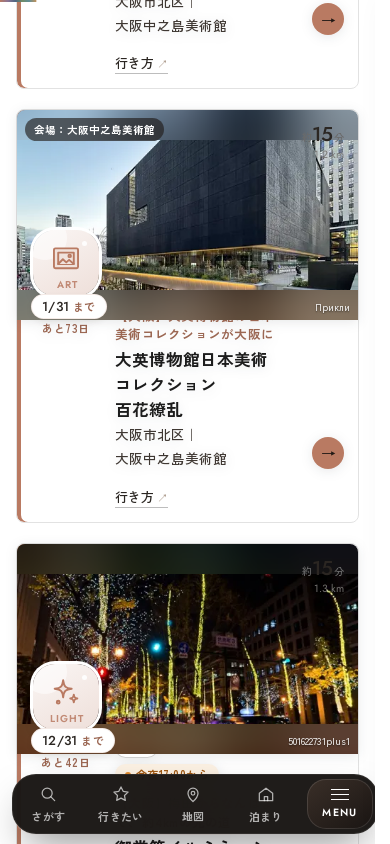 大阪市北区｜
大阪中之島美術館
→
行き方 ↗
会場：大阪中之島美術館
15分
ART
1/31 まで
あと73日
Прикли
美術コレクションが大阪に
大英博物館日本美術
コレクション
百花繚乱
大阪市北区｜
大阪中之島美術館
→
行き方 ↗
約15分
1.3 km
LIGHT
12/31 まで
あと42日
501622731plus1
さがす
行きたい
地図
泊まり
MENU